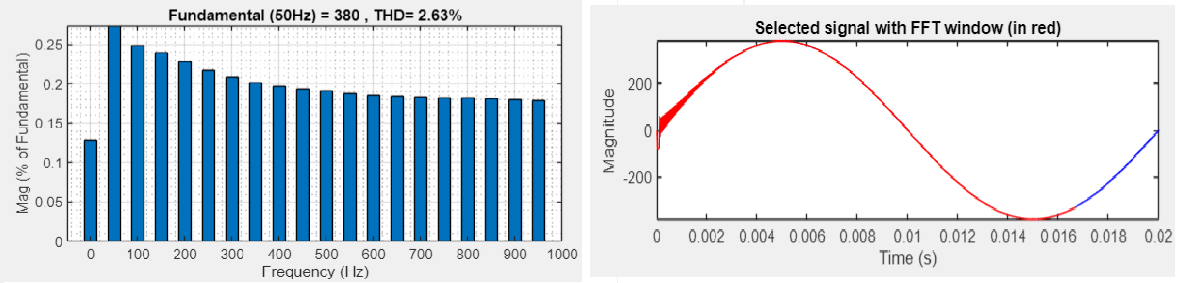 Fundamental (50Hz) = 380 , THD= 2.63%
Mag (% of Fundamental)
0.25
0.2
0.15
0.1
0.05
0
0 100 200 300 400 500 600 700 800 900 1000
Frequency (Hz)
Selected signal with FFT window (in red)
Magnitude
200
0
-200
0 0.002 0.004 0.006 0.008 0.01 0.012 0.014 0.016 0.018 0.02
Time (s)